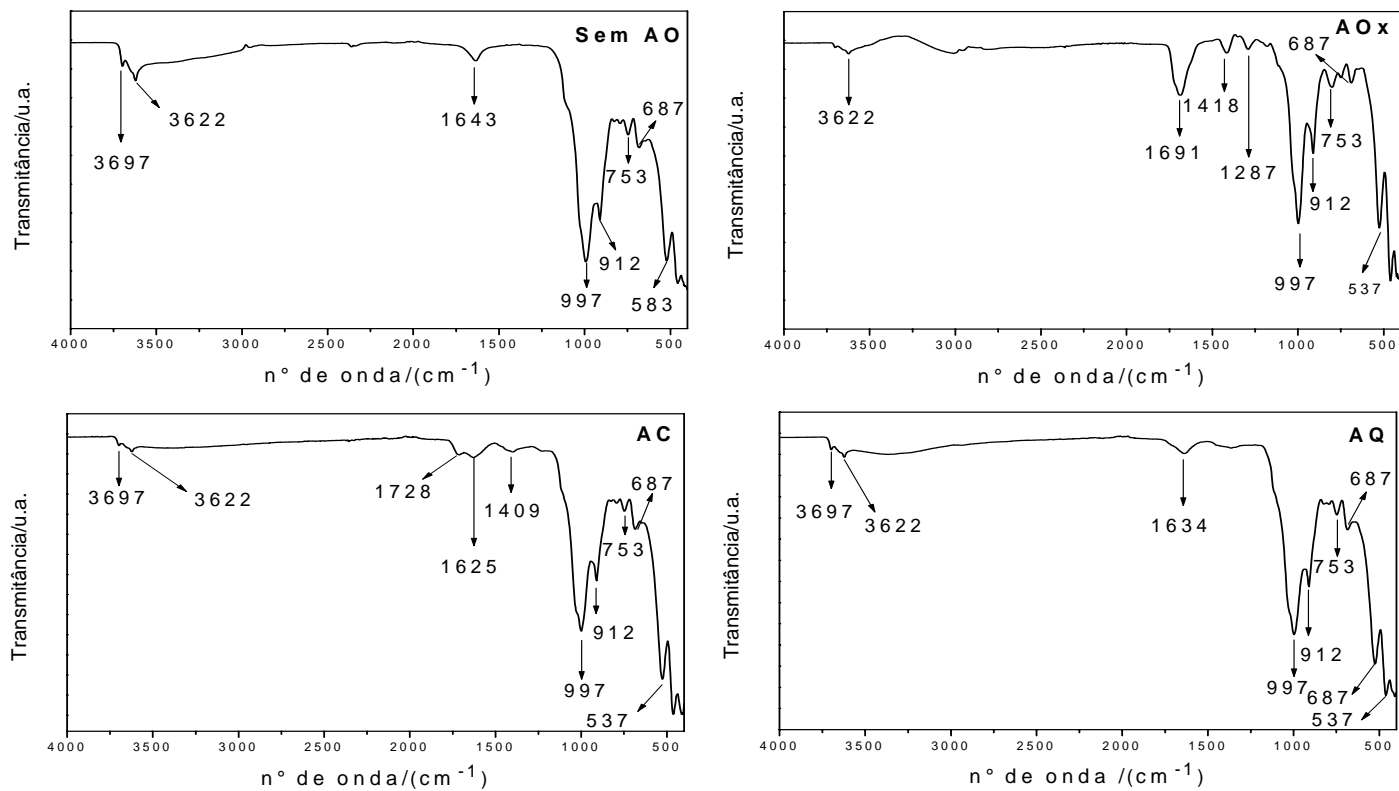 Sem AO
Transmitância/u.a.
3697
3622
1643
997
912
753
687
583
4000 3500 3000 2500 2000 1500 1000 500
n° de onda/(cm⁻¹)
AOx
Transmitância/u.a.
3622
1691
1418
1287
997
912
753
687
537
4000 3500 3000 2500 2000 1500 1000 500
n° de onda/(cm⁻¹)
AC
Transmitância/u.a.
3697
3622
1728
1625
1409
997
912
753
687
537
4000 3500 3000 2500 2000 1500 1000 500
n° de onda/(cm⁻¹)
AQ
Transmitância/u.a.
3697
3622
1634
997
912
753
687
687
537
4000 3500 3000 2500 2000 1500 1000 500
n° de onda/(cm⁻¹)